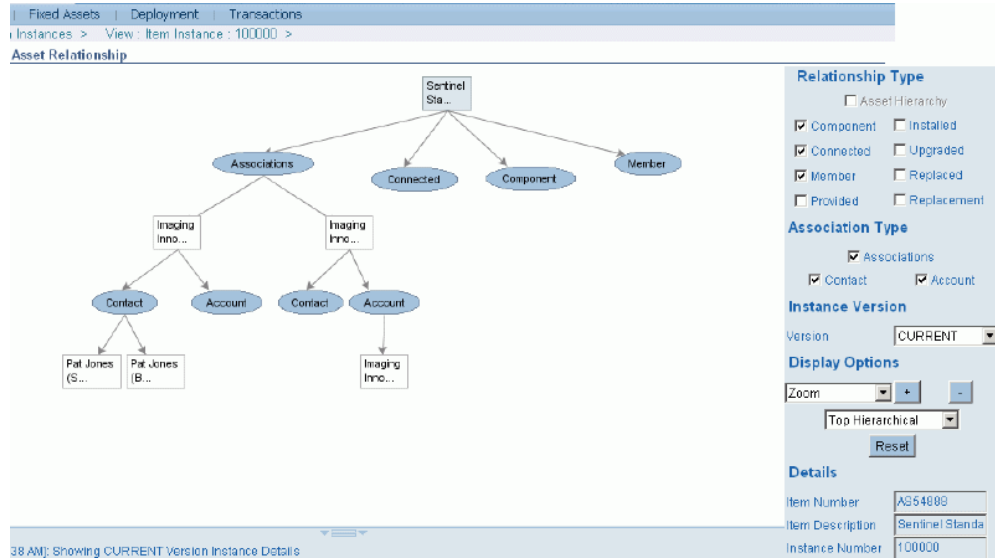 | Fixed Assets | Deployment | Transactions
Instances > View : Item Instance : 100000 >
Asset Relationship
Sentinel
Sta...
Associations
Connected
Component
Member
Imaging
Inno...
Imaging
Inno...
Contact
Account
Contact
Account
Pat Jones
(S...
Pat Jones
(B...
Imaging
Inno...
Relationship Type
Asset Hierarchy
Component Installed
Connected Upgraded
Member Replaced
Provided Replacement
Association Type
Associations
Contact Account
Instance Version
Version CURRENT
Display Options
Zoom + -
Top Hierarchical
Reset
Details
Item Number AS54888
Item Description Sentinel Standa
Instance Number 100000
38 AM]: Showing CURRENT Version Instance Details